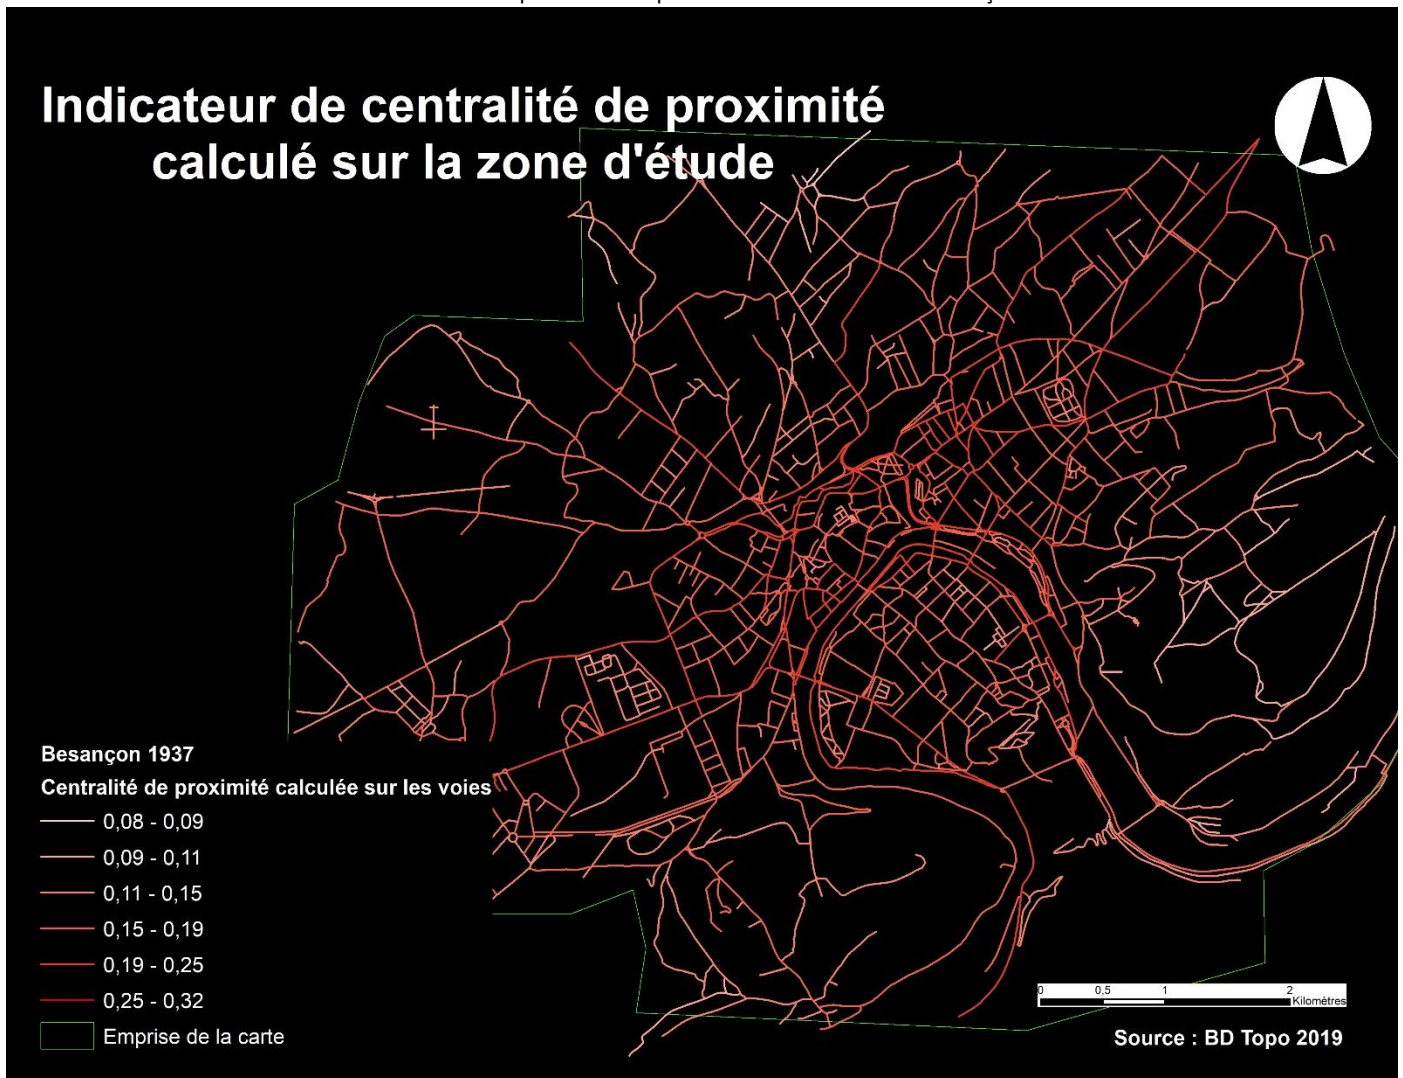 Indicateur de centralité de proximité
calculé sur la zone d'étude
Besançon 1937
Centralité de proximité calculée sur les voies
0,08 - 0,09
0,09 - 0,11
0,11 - 0,15
0,15 - 0,19
0,19 - 0,25
0,25 - 0,32
Emprise de la carte
0 0,5 1 2
Kilomètres
Source : BD Topo 2019